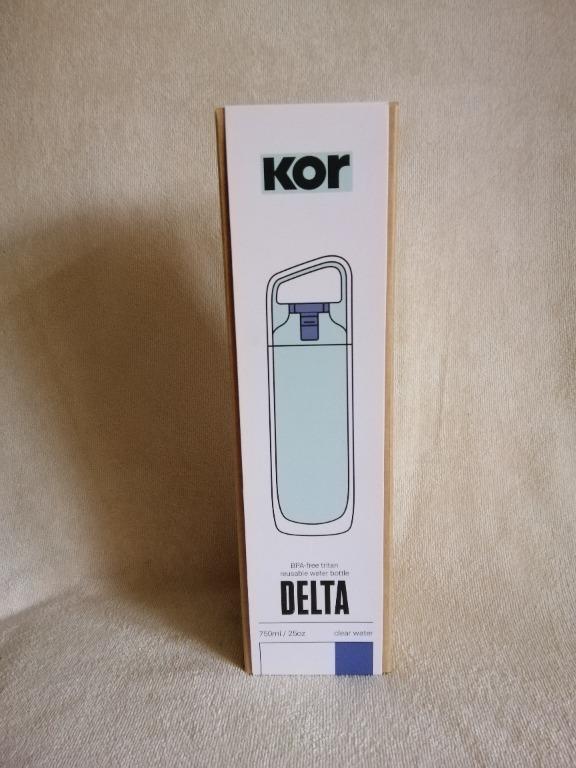 KOr
BPA-free tritan
reusable water bottle
DELTA
750ml / 25oz clear water